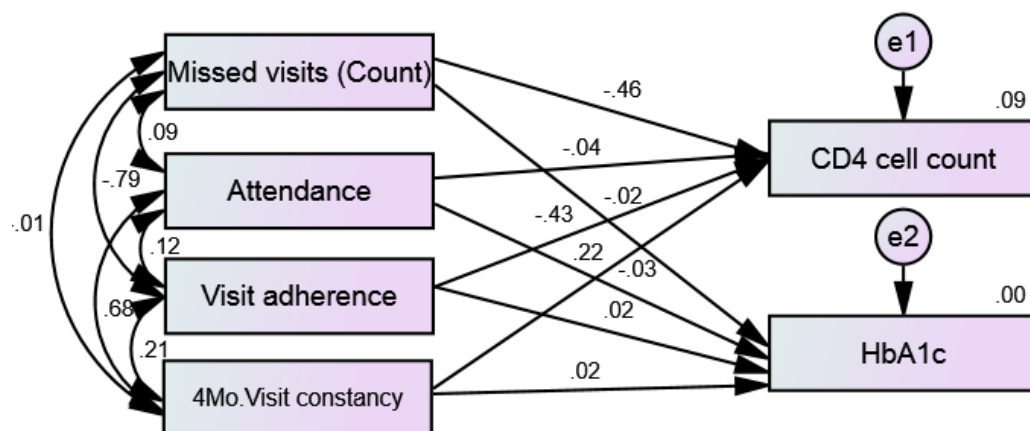 e1
.09
Missed visits (Count)
-.46
CD4 cell count
.09
-.04
Attendance
-.79
-.02
-.43
e2
-.01
.12
.22
-.03
.00
Visit adherence
.68
.02
HbA1c
.21
4Mo.Visit constancy
.02